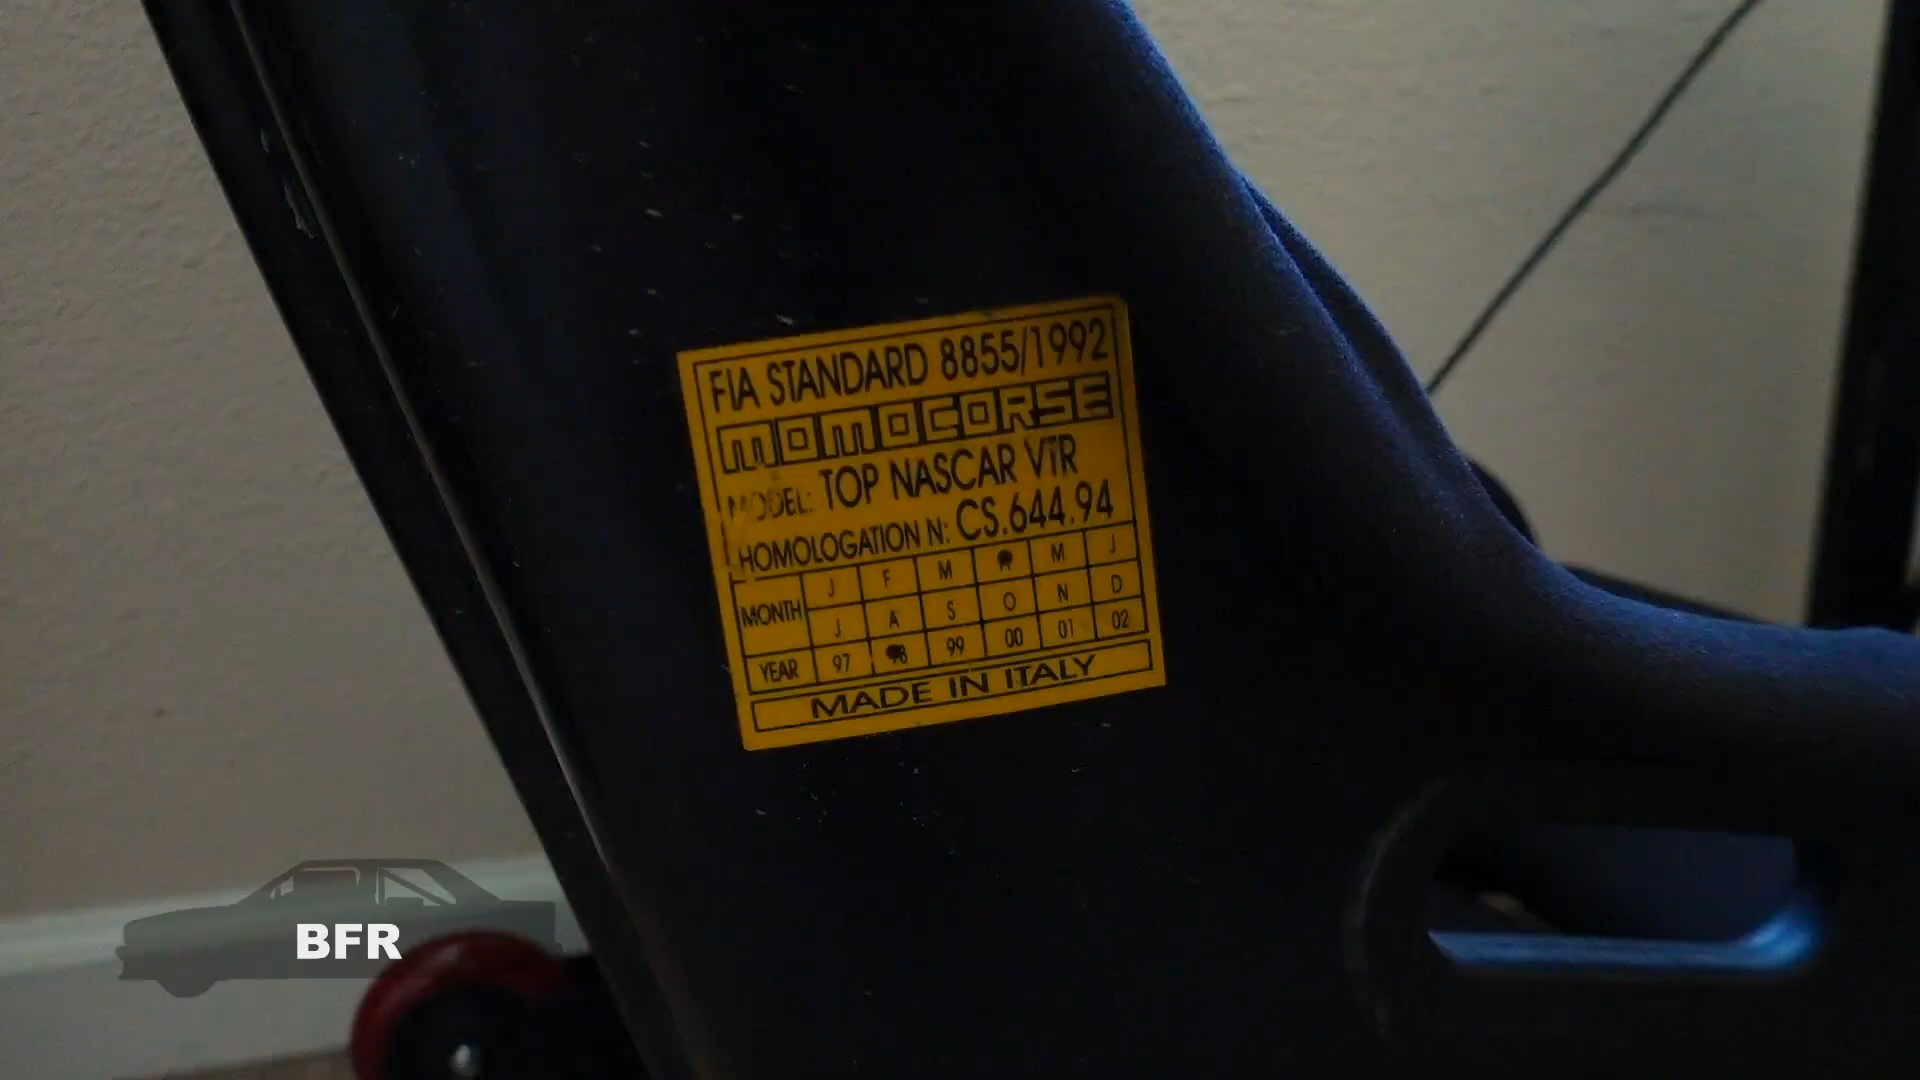 FIA STANDARD 8855/1992
MOMOCORSE
MODEL: TOP NASCAR VTR
HOMOLOGATION N: CS.644.94
MONTH
J F M A M J
J A S O N D
YEAR 97 98 99 00 01 02
MADE IN ITALY
BFR